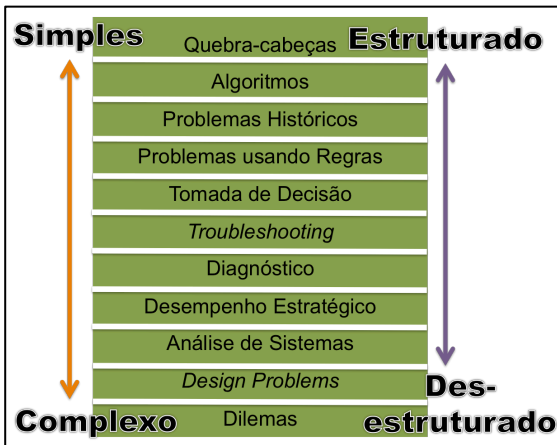 Simples
Quebra-cabeças
Estruturado
Algoritmos
Problemas Históricos
Problemas usando Regras
Tomada de Decisão
Troubleshooting
Diagnóstico
Desempenho Estratégico
Análise de Sistemas
Design Problems
Des-
Complexo
Dilemas
estruturado